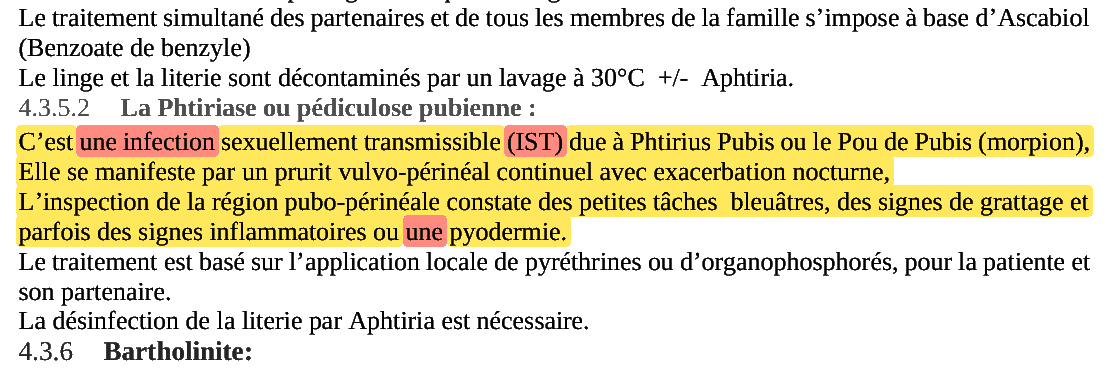 Le traitement simultané des partenaires et de tous les membres de la famille s’impose à base d’Ascabiol
(Benzoate de benzyle)
Le linge et la literie sont décontaminés par un lavage à 30°C +/- Aphtiria.
4.3.5.2 La Phtiriase ou pédiculose pubienne :
C’est une infection sexuellement transmissible (IST) due à Phtirius Pubis ou le Pou de Pubis (morpion),
Elle se manifeste par un prurit vulvo-périnéal continuel avec exacerbation nocturne,
L’inspection de la région pubo-périnéale constate des petites tâches bleuâtres, des signes de grattage et
parfois des signes inflammatoires ou une pyodermie.
Le traitement est basé sur l’application locale de pyréthrines ou d’organophosphorés, pour la patiente et
son partenaire.
La désinfection de la literie par Aphtiria est nécessaire.
4.3.6 Bartholinite: